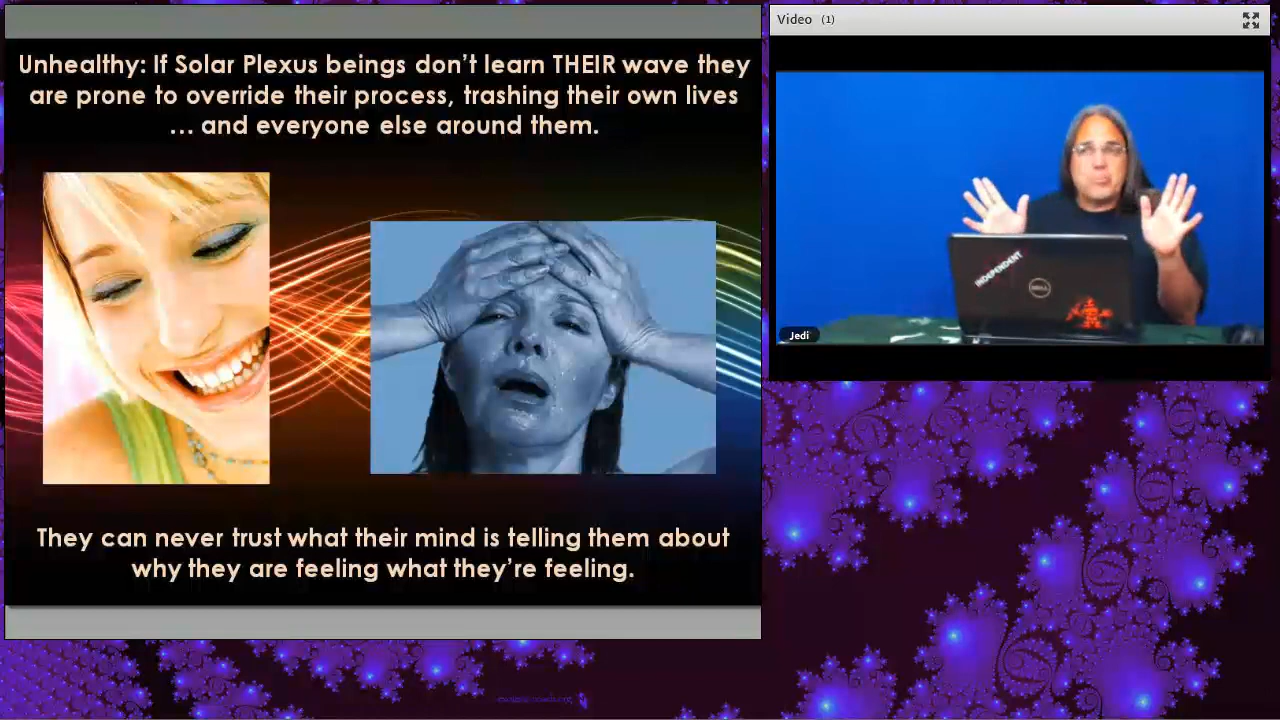 Unhealthy: If Solar Plexus beings don’t learn THEIR wave they
are prone to override their process, trashing their own lives
... and everyone else around them.
They can never trust what their mind is telling them about
why they are feeling what they’re feeling.
Video (1)
INDEPENDENT
DELL
Jedi